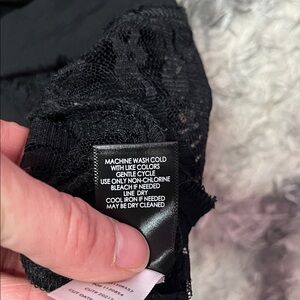 MACHINE WASH COLD
WITH LIKE COLORS
GENTLE CYCLE
USE ONLY NON-CHLORINE
BLEACH IF NEEDED
LINE DRY
COOL IRON IF NEEDED
MAY BE DRY CLEANED